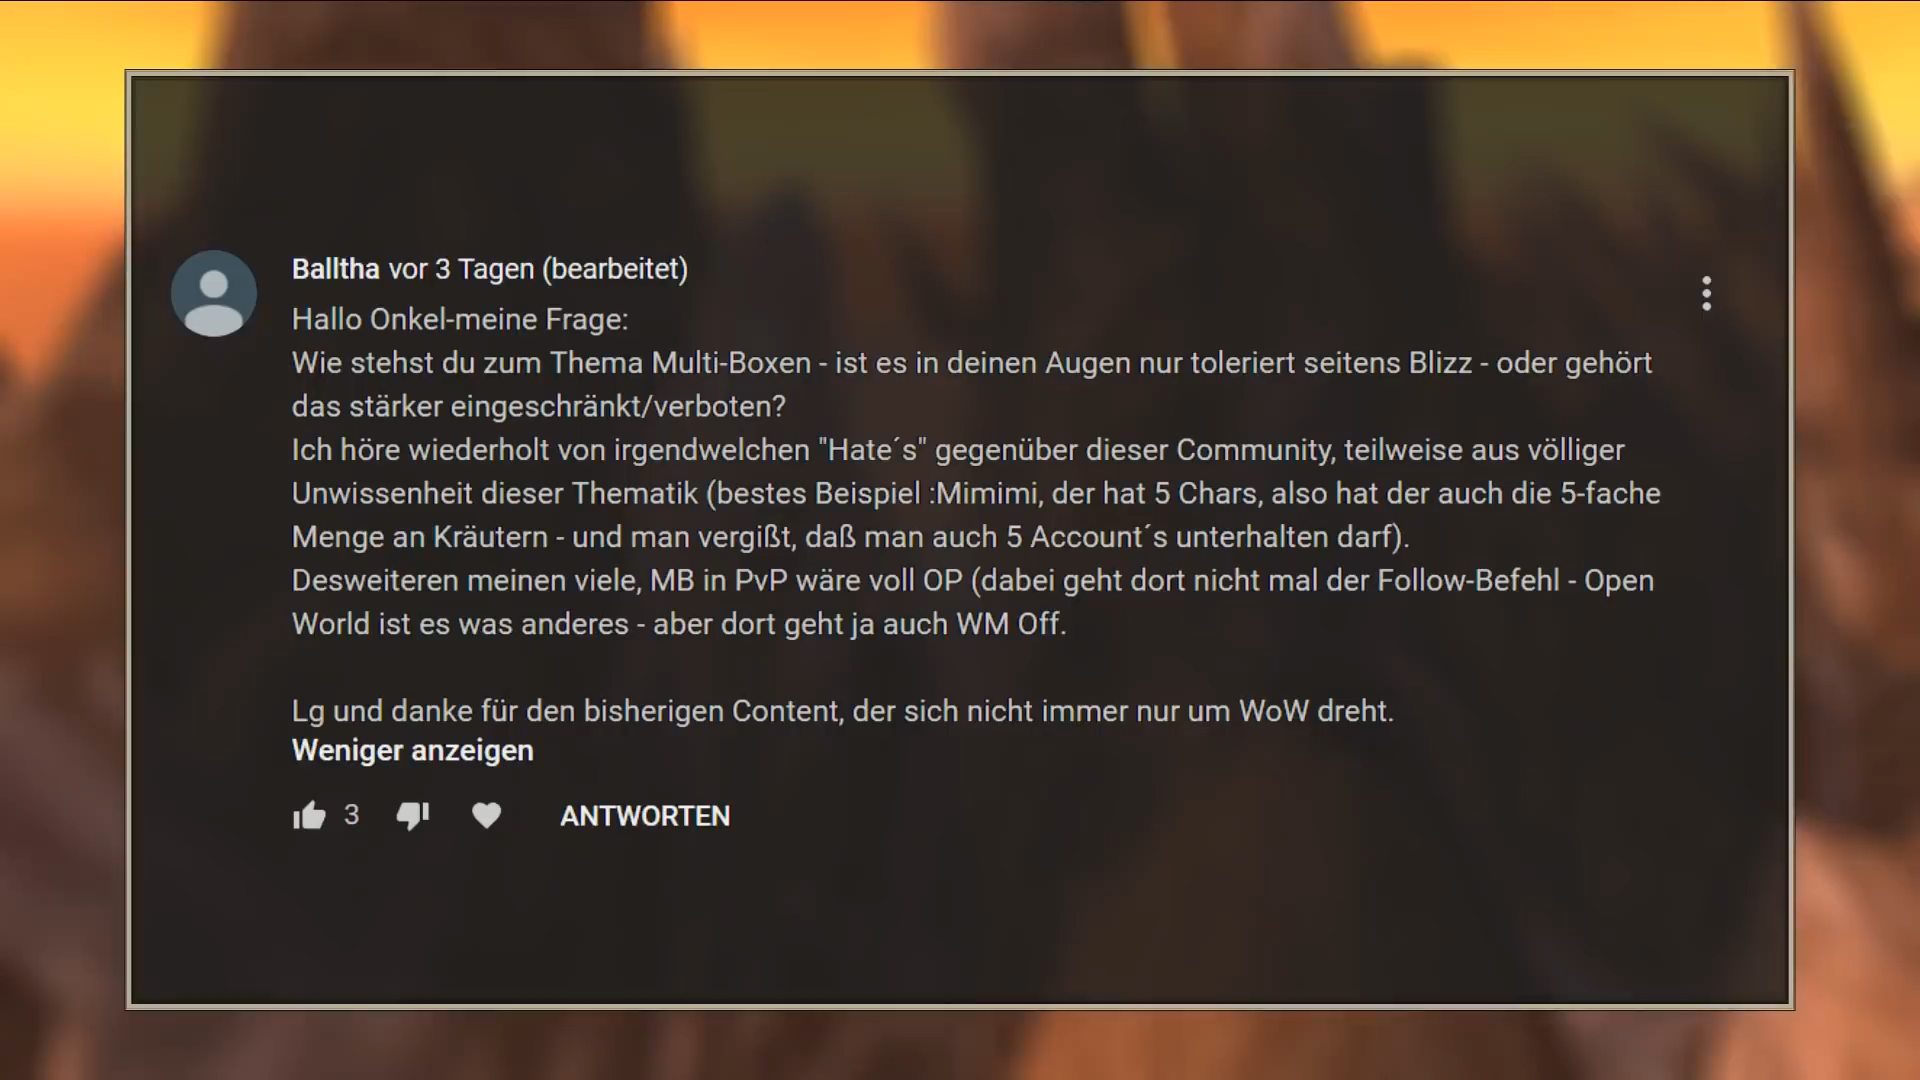 Balltha vor 3 Tagen (bearbeitet)
Hallo Onkel-meine Frage:
Wie stehst du zum Thema Multi-Boxen - ist es in deinen Augen nur toleriert seitens Blizz - oder gehört
das stärker eingeschränkt/verboten?
Ich höre wiederholt von irgendwelchen "Hate´s" gegenüber dieser Community, teilweise aus völliger
Unwissenheit dieser Thematik (bestes Beispiel :Mimimi, der hat 5 Chars, also hat der auch die 5-fache
Menge an Kräutern - und man vergißt, daß man auch 5 Account´s unterhalten darf).
Desweiteren meinen viele, MB in PvP wäre voll OP (dabei geht dort nicht mal der Follow-Befehl - Open
World ist es was anderes - aber dort geht ja auch WM Off.
Lg und danke für den bisherigen Content, der sich nicht immer nur um WoW dreht.
Weniger anzeigen
3 ANTWORTEN